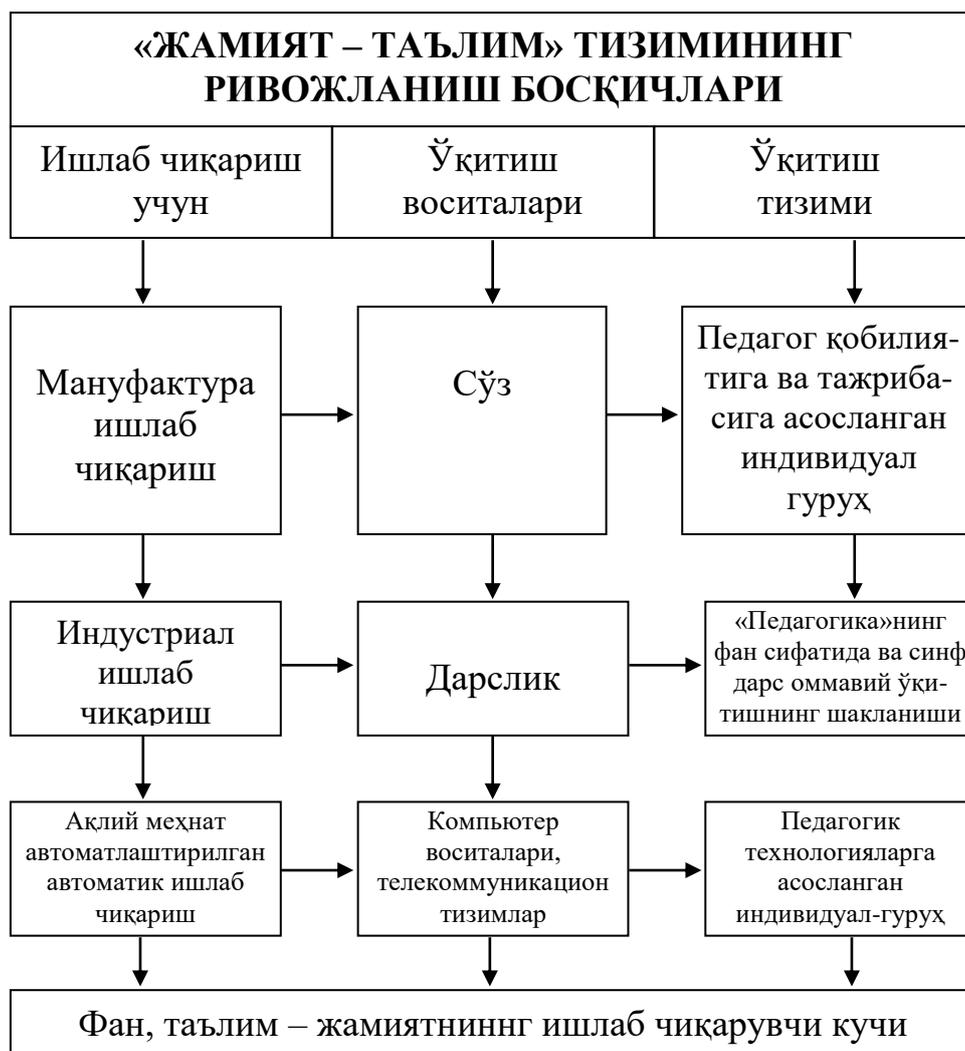 «ЖАМИЯТ – ТАЪЛИМ» ТИЗИМИНИНГ
РИВОЖЛАНИШ БОСҚИЧЛАРИ
Ишлаб чиқариш
учун
Ўқитиш
воситалари
Ўқитиш
тизими
Мануфактура
ишлаб
чиқариш
Сўз
Педагог қобилия-
тига ва тажриба-
сига асосланган
индивидуал
гуруҳ
Индустриал
ишлаб
чиқариш
Дарслик
«Педагогика»нинг
фан сифатида ва синф
дарс оммавий ўқи-
тишнинг шакланиши
Ақлий меҳнат
автоматлаштирилган
автоматик ишлаб
чиқариш
Компьютер
воситалари,
телекоммуникацион
тизимлар
Педагогик
технологияларга
асосланган
индивидуал-гуруҳ
Фан, таълим – жамиятниннг ишлаб чиқарувчи кучи